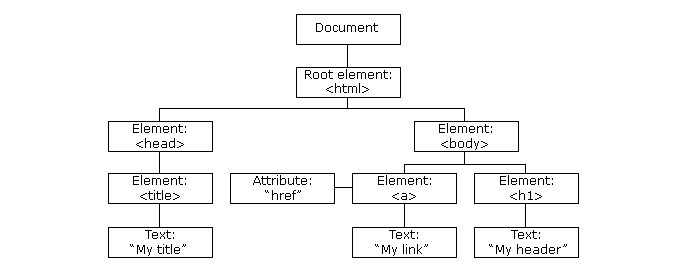 Document
Root element:
<html>
Element:
<head>
Element:
<body>
Element:
<title>
Attribute:
“href”
Element:
<a>
Element:
<h1>
Text:
“My title”
Text:
“My link”
Text:
“My header”